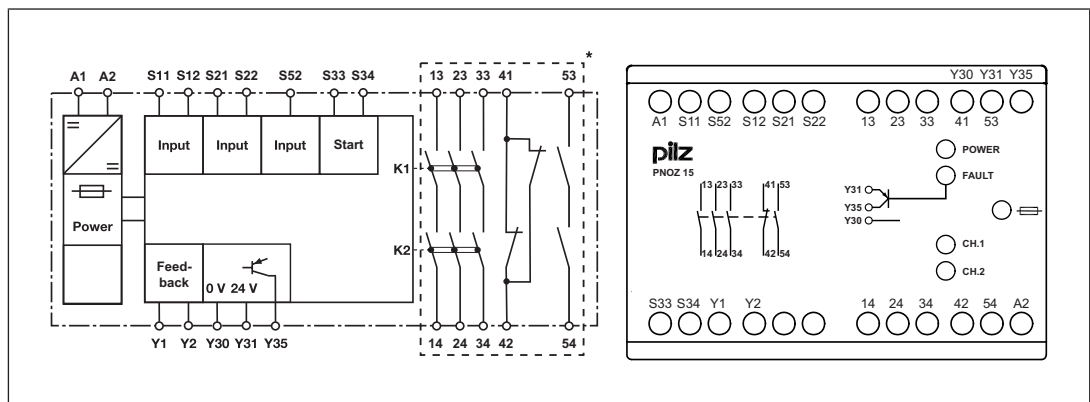 *
A1 A2 S11 S12 S21 S22 S52 S33 S34 13 23 33 41 53
Input Input Input Start
K1
Power
K2
Feed-
back
0 V 24 V
Y1 Y2 Y30 Y31 Y35 14 24 34 42 54
Y30 Y31 Y35
A1 S11 S52 S12 S21 S22 13 23 33 41 53
pilz
PNOZ 15
POWER
FAULT
13 23 33 41 53
Y31
Y35
Y30
14 24 34 42 54
CH.1
CH.2
S33 S34 Y1 Y2 14 24 34 42 54 A2